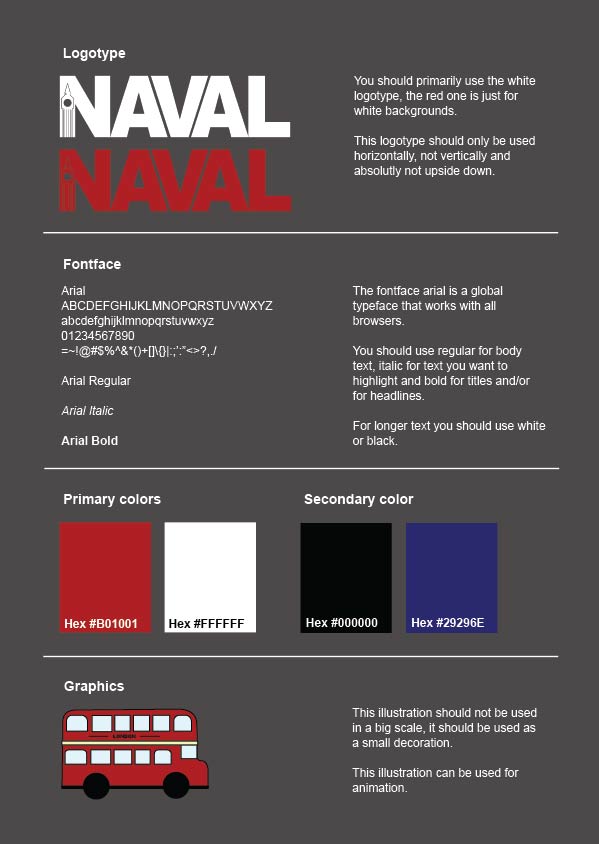 Logotype
NAVAL
You should primarily use the white
logotype, the red one is just for
white backgrounds.
This logotype should only be used
horizontally, not vertically and
absolutly not upside down.
NAVAL
Fontface
Arial
ABCDEFGHIJKLMNOPQRSTUVWXYZ
abcdefghijklmnopqrstuvwxyz
01234567890
=~!@#$%^&*()+[]\{}|:;’:”<>?,./
Arial Regular
Arial Italic
Arial Bold
The fontface arial is a global
typeface that works with all
browsers.
You should use regular for body
text, italic for text you want to
highlight and bold for titles and/or
for headlines.
For longer text you should use white
or black.
Primary colors
Hex #B01001
Hex #FFFFFF
Secondary color
Hex #000000
Hex #29296E
Graphics
LONDON
This illustration should not be used
in a big scale, it should be used as
a small decoration.
This illustration can be used for
animation.